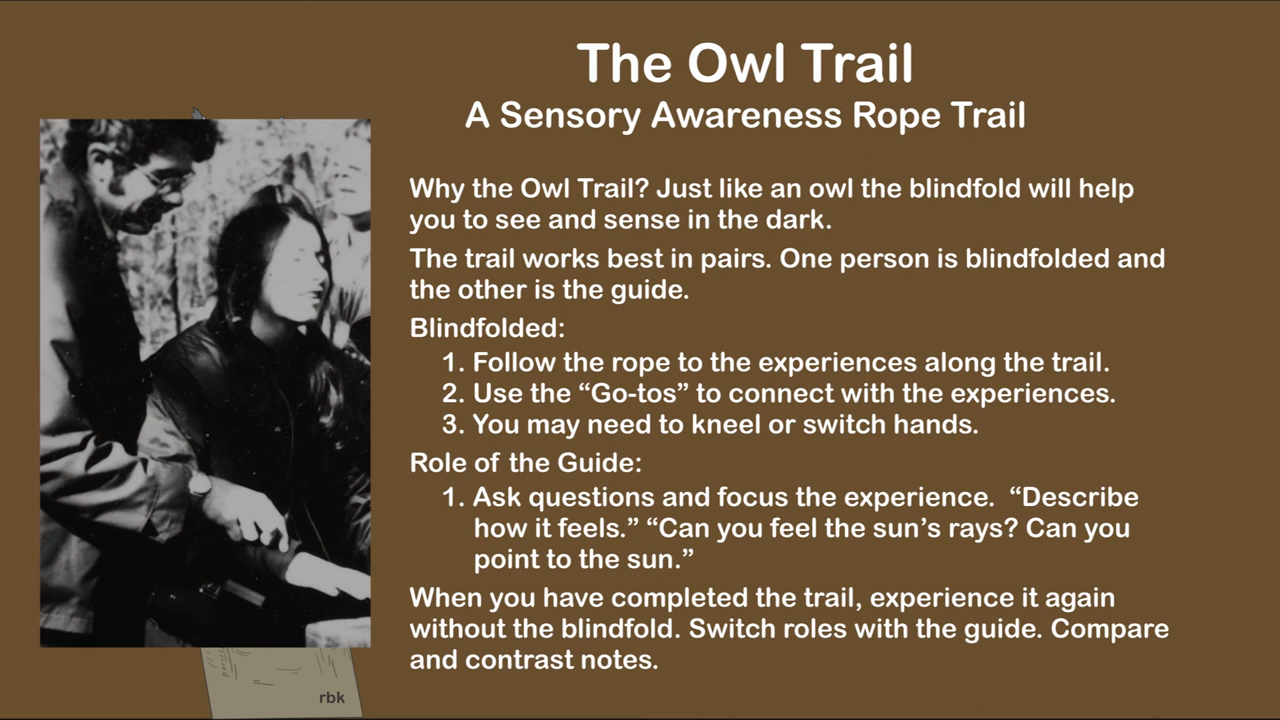 The Owl Trail
A Sensory Awareness Rope Trail
Why the Owl Trail? Just like an owl the blindfold will help
you to see and sense in the dark.
The trail works best in pairs. One person is blindfolded and
the other is the guide.
Blindfolded:
1. Follow the rope to the experiences along the trail.
2. Use the “Go-tos” to connect with the experiences.
3. You may need to kneel or switch hands.
Role of the Guide:
1. Ask questions and focus the experience.  “Describe
how it feels.” “Can you feel the sun’s rays? Can you
point to the sun.”
When you have completed the trail, experience it again
without the blindfold. Switch roles with the guide. Compare
and contrast notes.
rbk